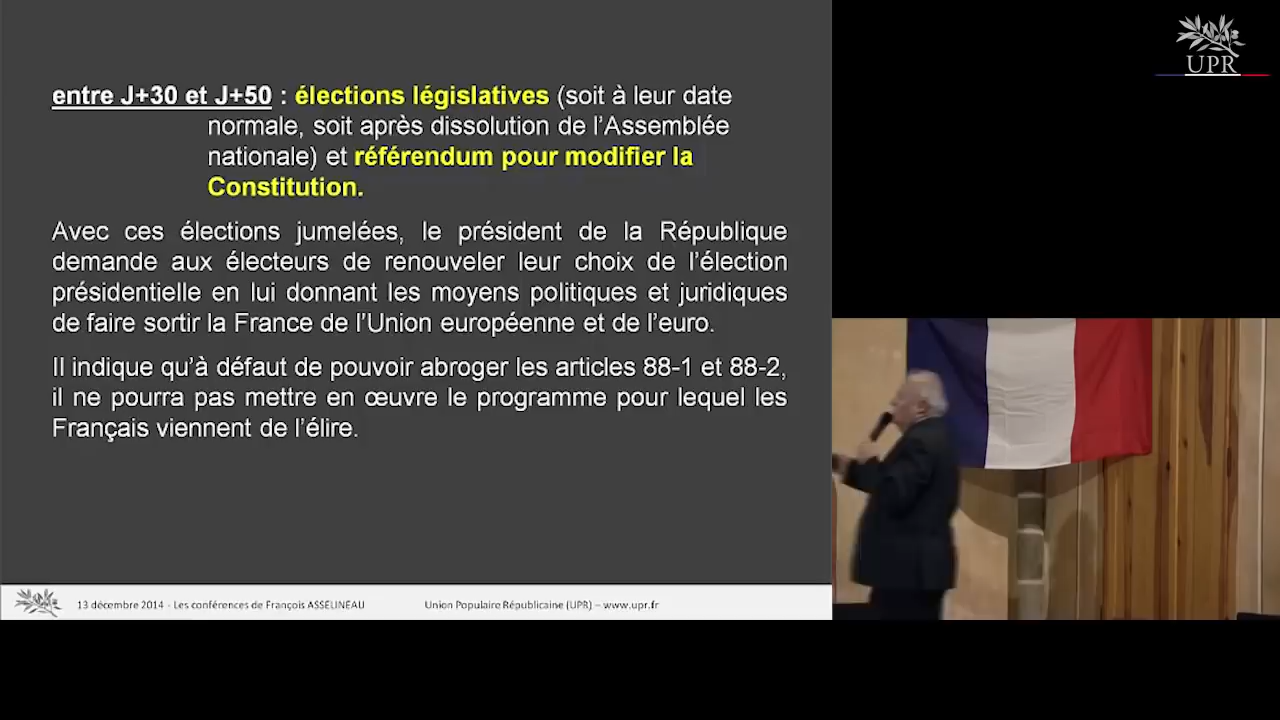 UPR
entre J+30 et J+50 : élections législatives (soit à leur date
normale, soit après dissolution de l'Assemblée
nationale) et référendum pour modifier la
Constitution.
Avec ces élections jumelées, le président de la République
demande aux électeurs de renouveler leur choix de l'élection
présidentielle en lui donnant les moyens politiques et juridiques
de faire sortir la France de l'Union européenne et de l'euro.
Il indique qu'à défaut de pouvoir abroger les articles 88-1 et 88-2,
il ne pourra pas mettre en œuvre le programme pour lequel les
Français viennent de l'élire.
13 décembre 2014 - Les conférences de François ASSELINEAU Union Populaire Républicaine (UPR) – www.upr.fr